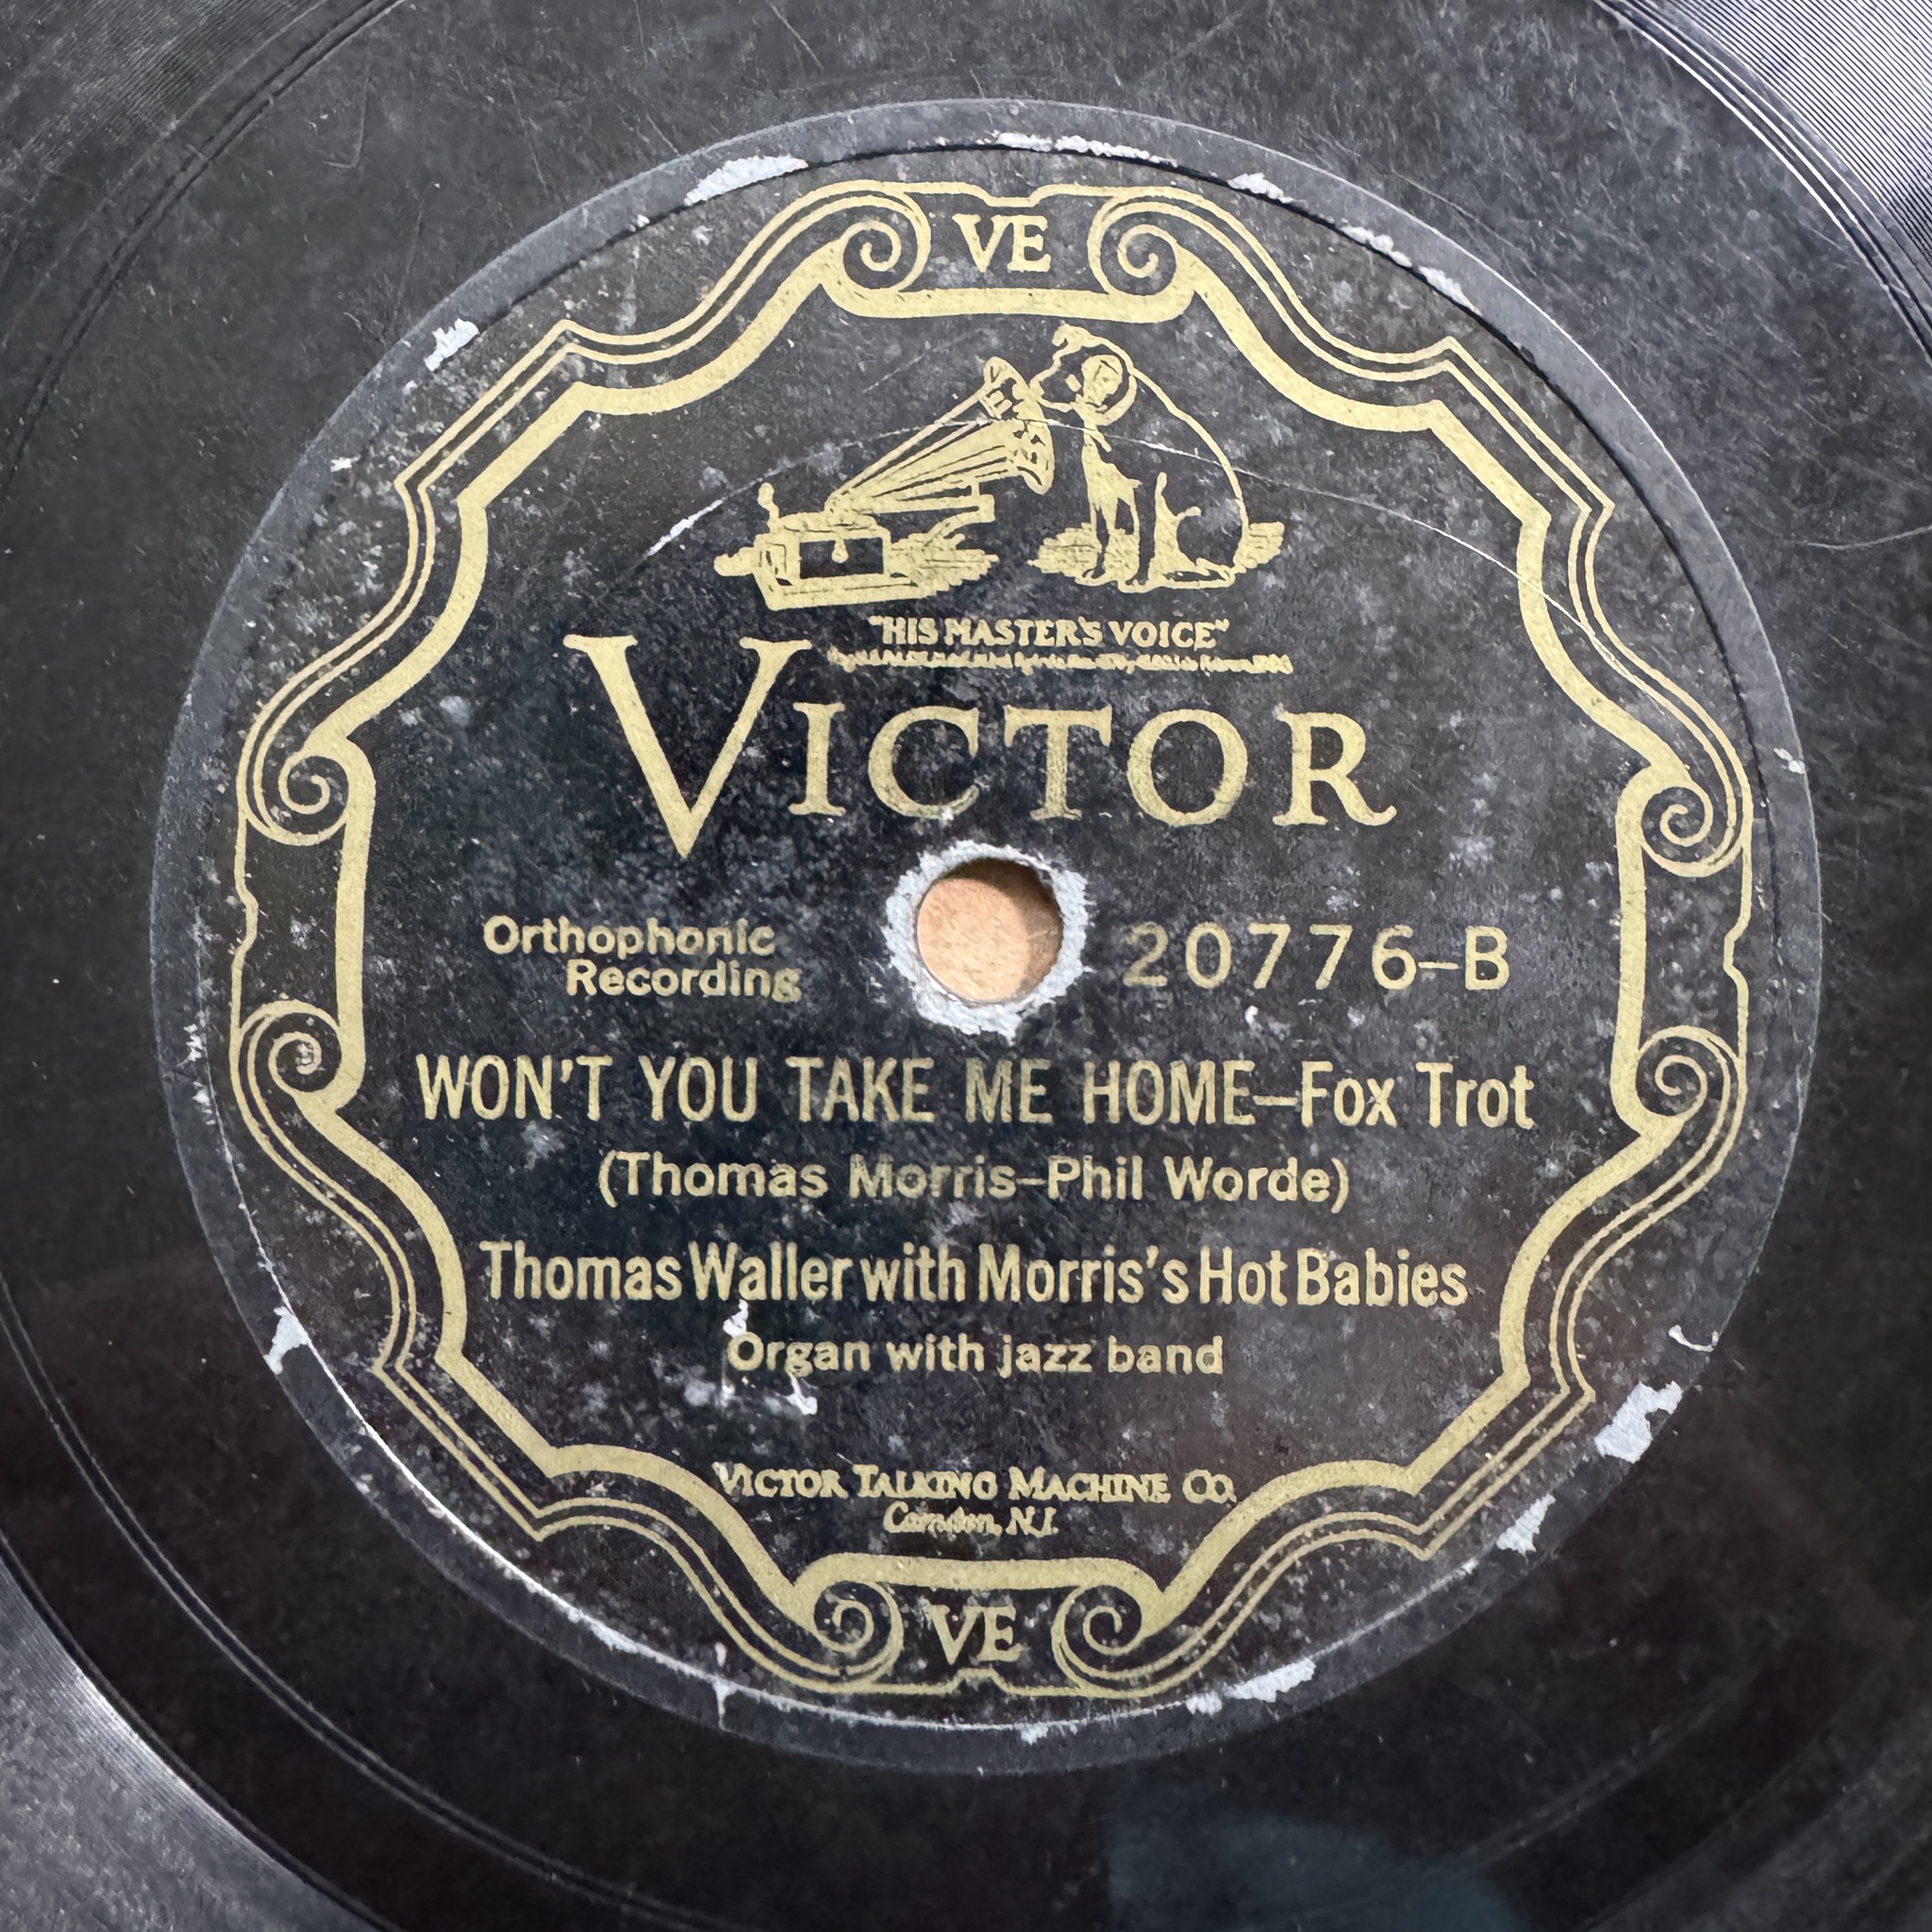 VE
"HIS MASTER'S VOICE"
VICTOR
Orthophonic
Recording
20776-B
WON'T YOU TAKE ME HOME—Fox Trot
(Thomas Morris–Phil Worde)
Thomas Waller with Morris's Hot Babies
Organ with jazz band
VICTOR TALKING MACHINE CO.
Camden, N.J.
VE